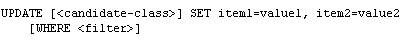 UPDATE [<candidate-class>] SET item1=value1, item2=value2
[WHERE <filter>]